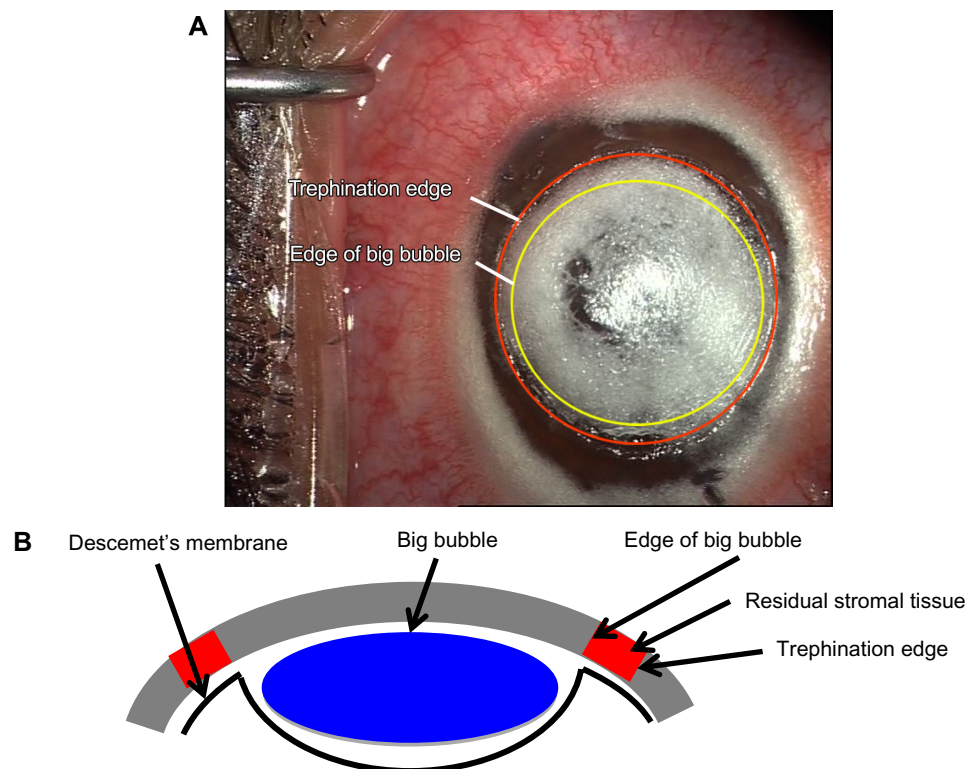 A
Trephination edge
Edge of big bubble
B
Descemet's membrane
Big bubble
Edge of big bubble
Residual stromal tissue
Trephination edge